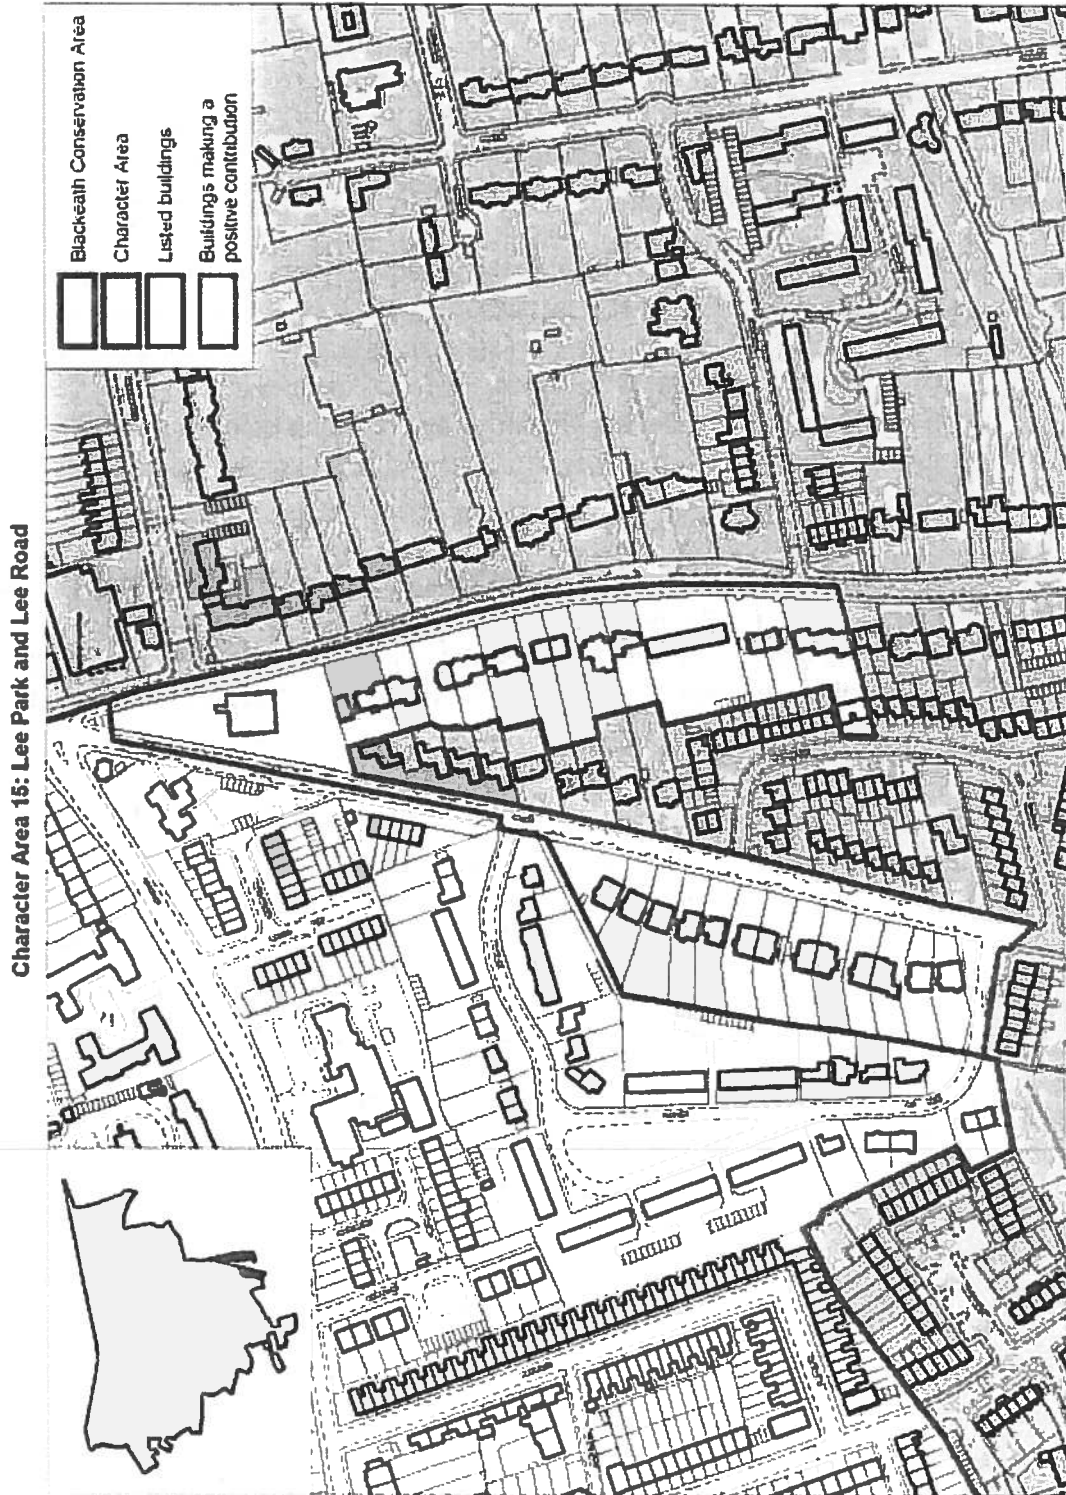 Character Area 15: Lee Park and Lee Road
Blackeath Conservation Area
Character Area
Listed buildings
Buildings making a
positive contribution